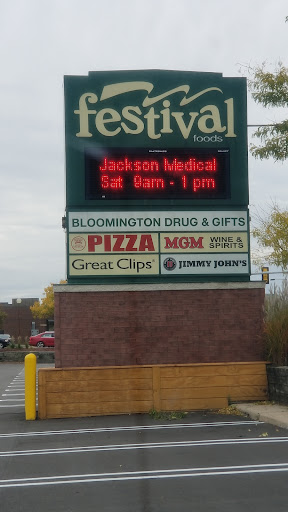 festival
foods
Jackson Medical
Sat 9am - 1 pm
BLOOMINGTON DRUG & GIFTS
PIZZA MGM WINE & SPIRITS
Great Clips JIMMY JOHN'S